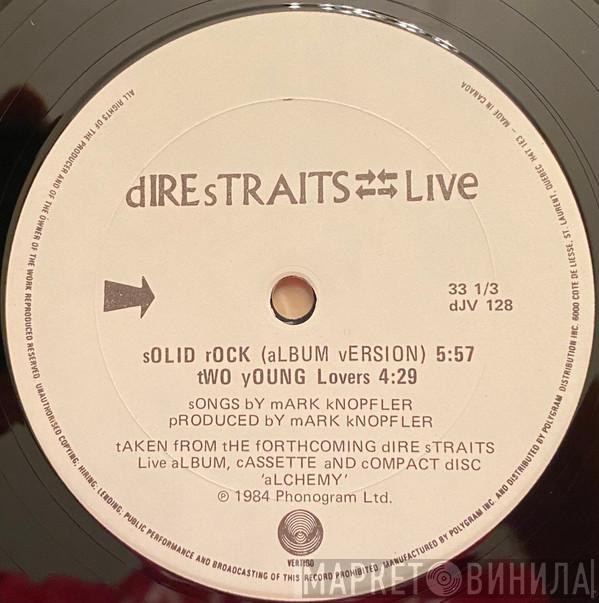 dIRE sTRAITS Live
33 1/3
dJV 128
sOLID rOCK (aLBUM vERSION) 5:57
tWO yOUNG Lovers 4:29
sONGS bY mARK kNOPFLER
pRODUCED bY mARK kNOPFLER
tAKEN fROM tHE fORTHCOMING dIRE sTRAITS
Live aLBUM, cASSETTE aND cOMPACT dISC
'aLCHEMY'
℗ 1984 Phonogram Ltd.
VERTIGO
ALL RIGHTS OF THE PRODUCER AND OF THE OWNER OF THE WORK REPRODUCED RESERVED. UNAUTHORISED COPYING, HIRING, LENDING, PUBLIC PERFORMANCE AND BROADCASTING OF THIS RECORD PROHIBITED. MANUFACTURED BY POLYGRAM INC. AND DISTRIBUTED BY POLYGRAM DISTRIBUTION INC. 6000 COTE DE LIESSE, ST. LAURENT, QUEBEC H4T 1E3 – MADE IN CANADA
МАРКЕТ ВИНИЛА